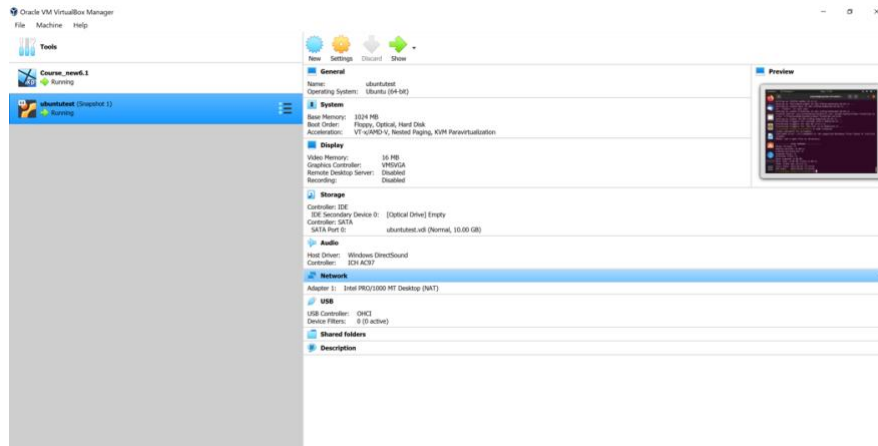 Oracle VM VirtualBox Manager
File Machine Help
Tools
New Settings Discard Show
Course_new6.1
Running
ubuntutest (Snapshot 1)
Running
General
Name: ubuntutest
Operating System: Ubuntu (64-bit)
System
Base Memory: 1024 MB
Boot Order: Floppy, Optical, Hard Disk
Acceleration: VT-x/AMD-V, Nested Paging, KVM Paravirtualization
Display
Video Memory: 16 MB
Graphics Controller: VMSVGA
Remote Desktop Server: Disabled
Recording: Disabled
Storage
Controller: IDE
IDE Secondary Device 0: [Optical Drive] Empty
Controller: SATA
SATA Port 0: ubuntutest.vdi (Normal, 10.00 GB)
Audio
Host Driver: Windows DirectSound
Controller: ICH AC97
Network
Adapter 1: Intel PRO/1000 MT Desktop (NAT)
USB
USB Controller: OHCI
Device Filters: 0 (0 active)
Shared folders
Description
Preview